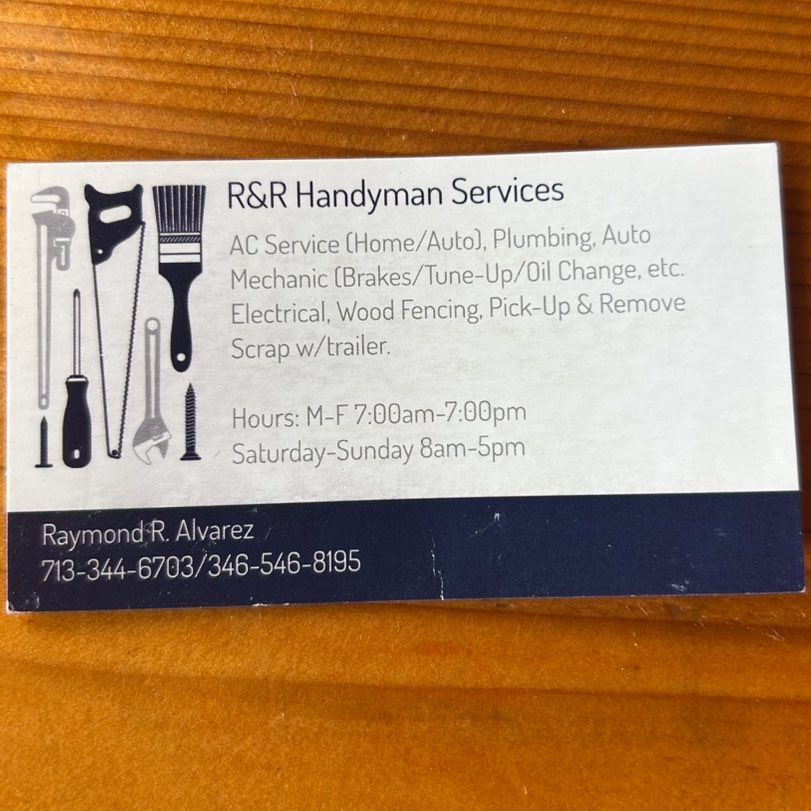 R&R Handyman Services
AC Service (Home/Auto), Plumbing, Auto
Mechanic (Brakes/Tune-Up/Oil Change, etc.
Electrical, Wood Fencing, Pick-Up & Remove
Scrap w/trailer.
Hours: M-F 7:00am-7:00pm
Saturday-Sunday 8am-5pm
Raymond R. Alvarez
713-344-6703/346-546-8195